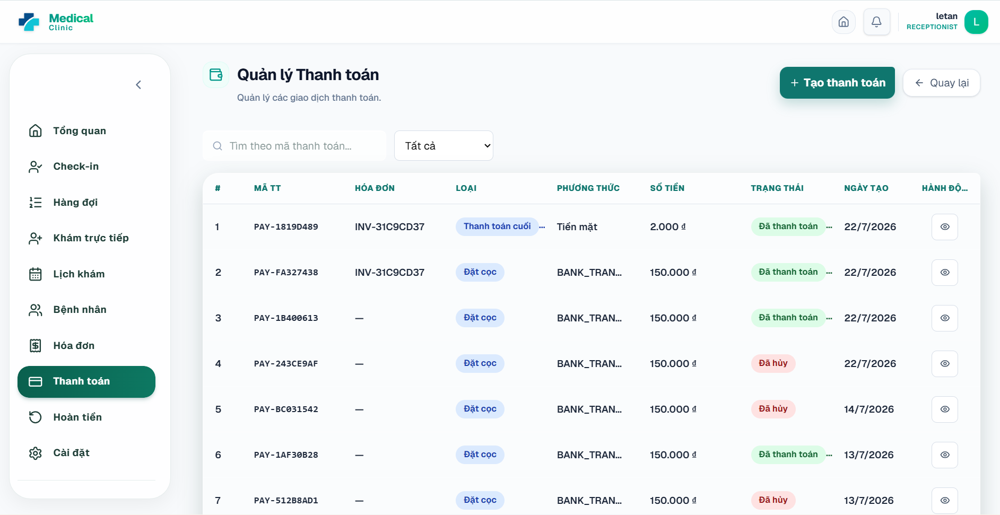 Medical
Clinic
letan
RECEPTIONIST
L
Tổng quan
Check-in
Hàng đợi
Khám trực tiếp
Lịch khám
Bệnh nhân
Hóa đơn
Thanh toán
Hoàn tiền
Cài đặt
Quản lý Thanh toán
Quản lý các giao dịch thanh toán.
+ Tạo thanh toán
← Quay lại
Tìm theo mã thanh toán...
Tất cả
# MÃ TT HÓA ĐƠN LOẠI PHƯƠNG THỨC SỐ TIỀN TRẠNG THÁI NGÀY TẠO HÀNH ĐỘ...
1 PAY-1819D489 INV-31C9CD37 Thanh toán cuối ... Tiền mặt 2.000 ₫ Đã thanh toán ... 22/7/2026
2 PAY-FA327438 INV-31C9CD37 Đặt cọc BANK_TRAN... 150.000 ₫ Đã thanh toán ... 22/7/2026
3 PAY-1B400613 — Đặt cọc BANK_TRAN... 150.000 ₫ Đã thanh toán ... 22/7/2026
4 PAY-243CE9AF — Đặt cọc BANK_TRAN... 150.000 ₫ Đã hủy 22/7/2026
5 PAY-BC031542 — Đặt cọc BANK_TRAN... 150.000 ₫ Đã hủy 14/7/2026
6 PAY-1AF30B28 — Đặt cọc BANK_TRAN... 150.000 ₫ Đã thanh toán ... 13/7/2026
7 PAY-512B8AD1 — Đặt cọc BANK_TRAN... 150.000 ₫ Đã hủy 13/7/2026